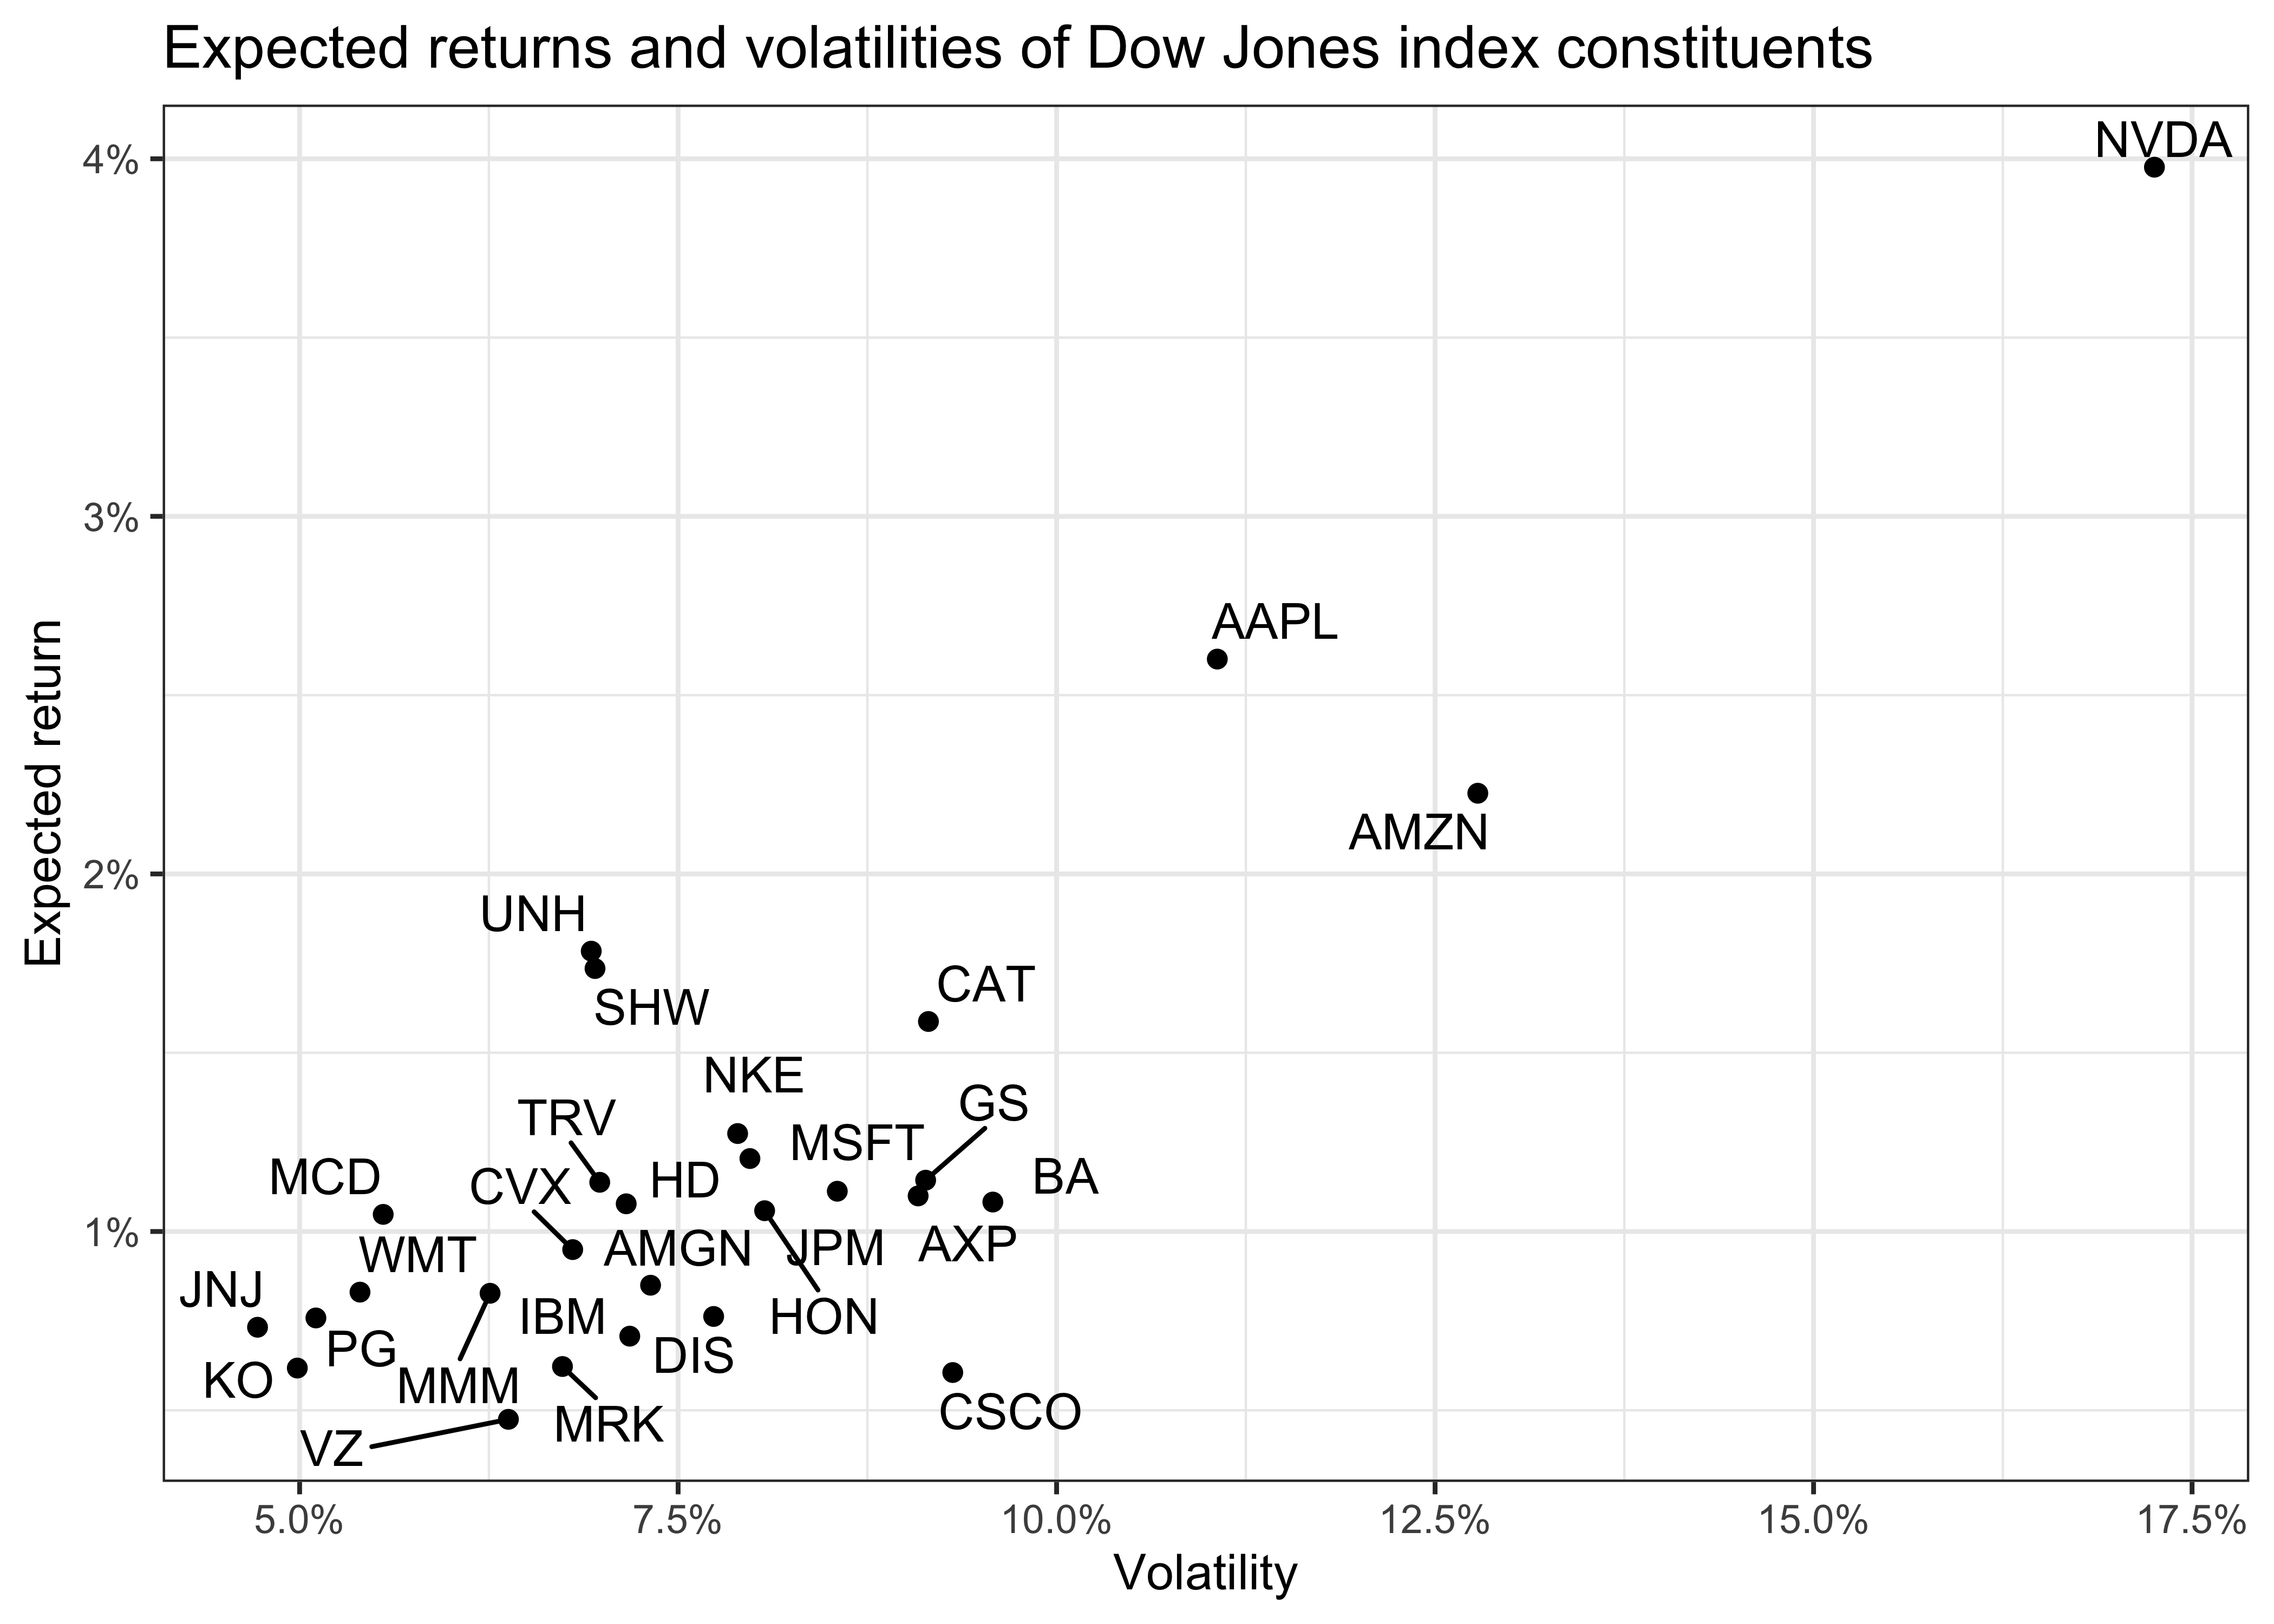 Expected returns and volatilities of Dow Jones index constituents
Expected return
4%
3%
2%
1%
NVDA
AAPL
AMZN
UNH
SHW
CAT
NKE
GS
TRV
MSFT
MCD
CVX
HD
BA
WMT
AMGN
JPM
AXP
JNJ
IBM
HON
PG
DIS
KO
MMM
CSCO
MRK
VZ
5.0%
7.5%
10.0%
12.5%
15.0%
17.5%
Volatility